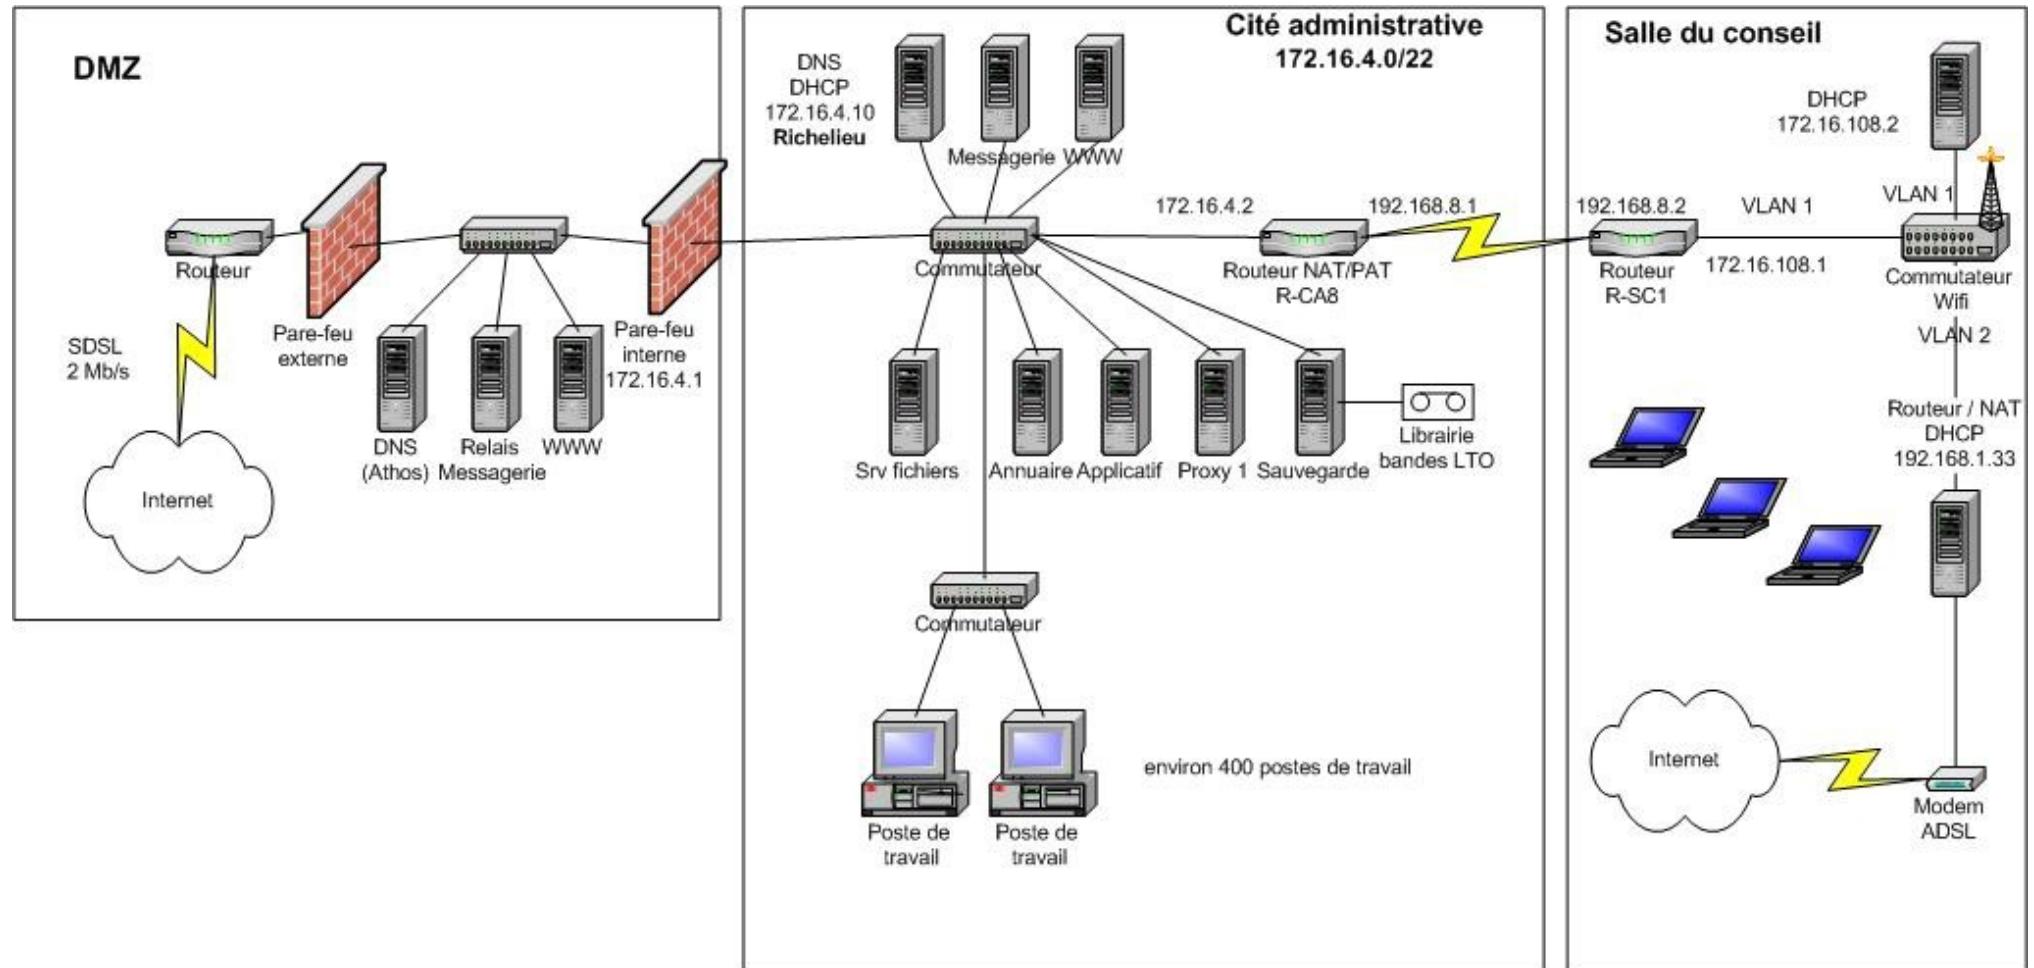 DMZ
Routeur
SDSL
2 Mb/s
Internet
Pare-feu
externe
DNS
(Athos)
Relais
Messagerie
WWW
Pare-feu
interne
172.16.4.1
Cité administrative
172.16.4.0/22
DNS
DHCP
172.16.4.10
Richelieu
Messagerie
WWW
Commutateur
172.16.4.2
192.168.8.1
Routeur NAT/PAT
R-CA8
Srv fichiers
Annuaire
Applicatif
Proxy 1
Sauvegarde
Librairie
bandes LTO
Commutateur
Poste de
travail
Poste de
travail
environ 400 postes de travail
Salle du conseil
DHCP
172.16.108.2
192.168.8.2
VLAN 1
VLAN 1
Routeur
R-SC1
172.16.108.1
Commutateur
Wifi
VLAN 2
Routeur / NAT
DHCP
192.168.1.33
Internet
Modem
ADSL